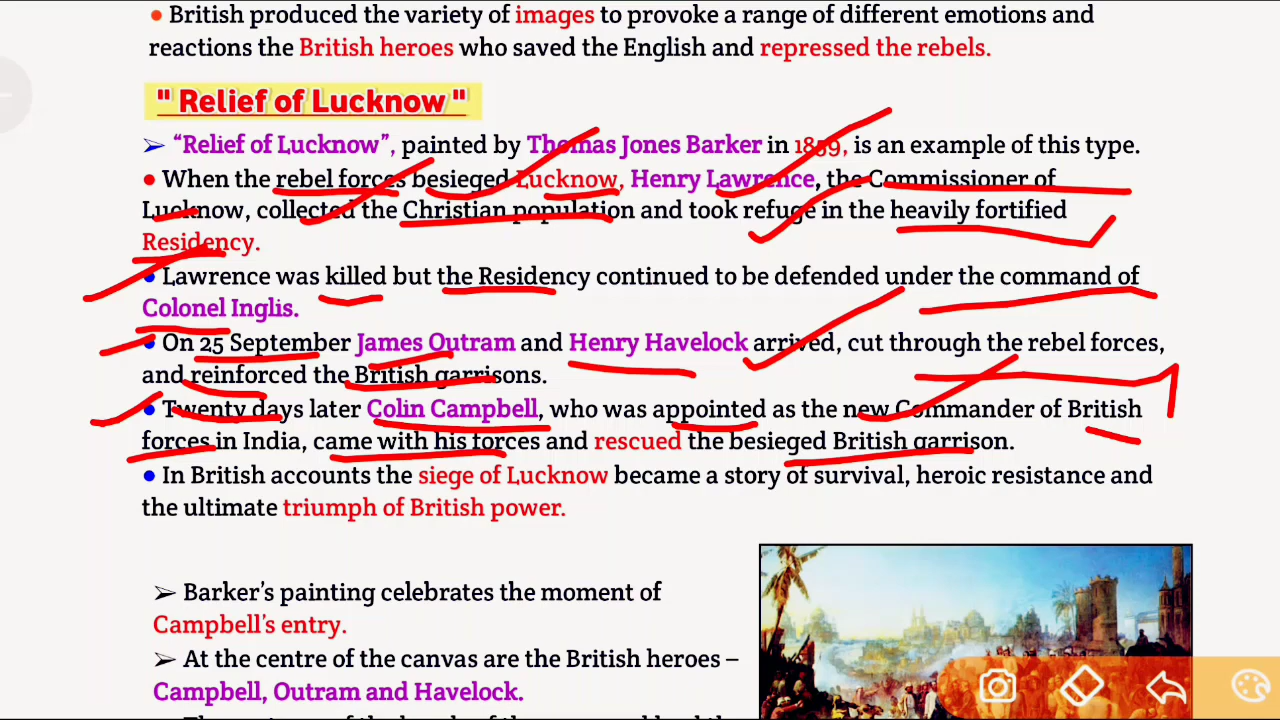 ● British produced the variety of images to provoke a range of different emotions and
reactions the British heroes who saved the English and repressed the rebels.
" Relief of Lucknow "
➢ “Relief of Lucknow”, painted by Thomas Jones Barker in 1859, is an example of this type.
● When the rebel forces besieged Lucknow, Henry Lawrence, the Commissioner of
Lucknow, collected the Christian population and took refuge in the heavily fortified
Residency.
● Lawrence was killed but the Residency continued to be defended under the command of
Colonel Inglis.
● On 25 September James Outram and Henry Havelock arrived, cut through the rebel forces,
and reinforced the British garrisons.
● Twenty days later Colin Campbell, who was appointed as the new Commander of British
forces in India, came with his forces and rescued the besieged British garrison.
● In British accounts the siege of Lucknow became a story of survival, heroic resistance and
the ultimate triumph of British power.
➢ Barker’s painting celebrates the moment of
Campbell’s entry.
➢ At the centre of the canvas are the British heroes –
Campbell, Outram and Havelock.